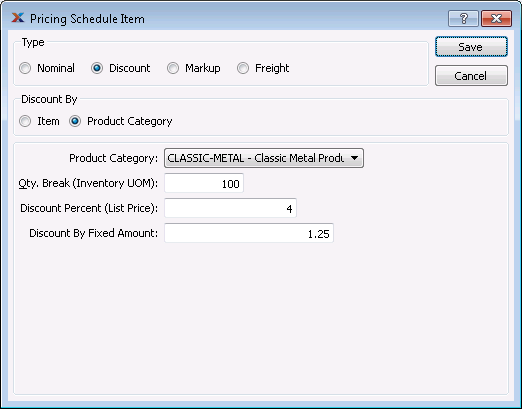 Pricing Schedule Item
Type
Nominal Discount Markup Freight
Save
Cancel
Discount By
Item Product Category
Product Category: CLASSIC-METAL - Classic Metal Produ
Qty. Break (Inventory UOM): 100
Discount Percent (List Price): 4
Discount By Fixed Amount: 1.25